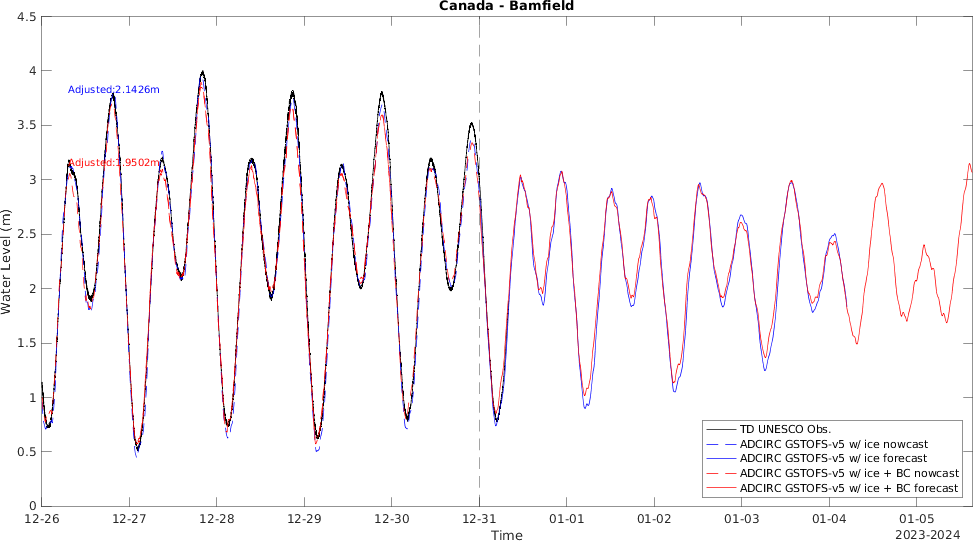 Canada - Bamfield
4.5
4
3.5
3
2.5
2
1.5
1
0.5
0
Water Level (m)
Adjusted:2.1426m
Adjusted:1.9502m
TD UNESCO Obs.
ADCIRC GSTOFS-v5 w/ ice nowcast
ADCIRC GSTOFS-v5 w/ ice forecast
ADCIRC GSTOFS-v5 w/ ice + BC nowcast
ADCIRC GSTOFS-v5 w/ ice + BC forecast
12-26 12-27 12-28 12-29 12-30 12-31 01-01 01-02 01-03 01-04 01-05
Time
2023-2024